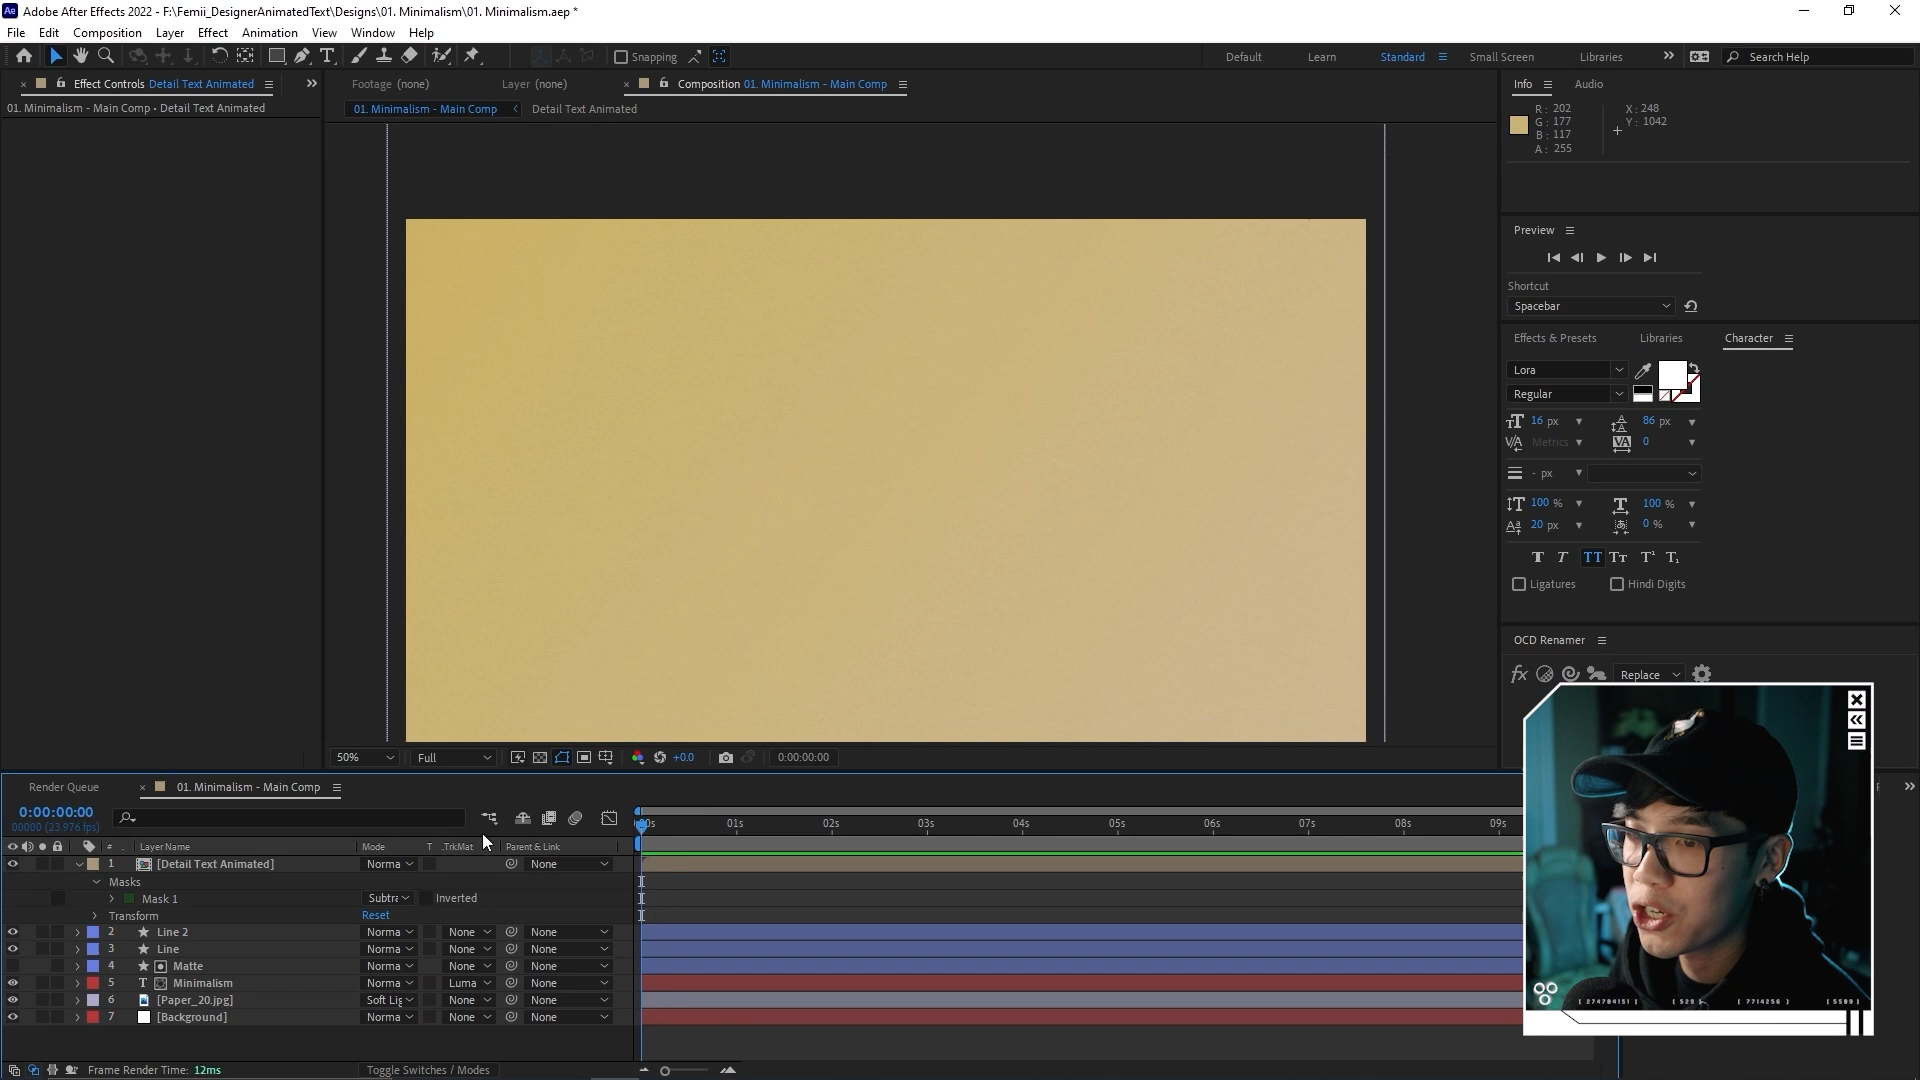 Ae Adobe After Effects 2022 - F:\Femii_DesignerAnimatedText\Designs\01. Minimalism\01. Minimalism.aep *
File Edit Composition Layer Effect Animation View Window Help
Snapping Default Learn Standard Small Screen Libraries Search Help
Effect Controls Detail Text Animated
01. Minimalism - Main Comp • Detail Text Animated
Footage (none) Layer (none) Composition 01. Minimalism - Main Comp
01. Minimalism - Main Comp Detail Text Animated
Info Audio
R: 202 X: 248
G: 177 Y: 1042
B: 117
A: 255
Preview
Shortcut
Spacebar
Effects & Presets Libraries Character
Lora
Regular
16 px 86 px
Metrics 0
- px
100 % 100 %
20 px 0 %
Ligatures Hindi Digits
OCD Renamer
fx Replace
50% Full +0.0 0:00:00:00
Render Queue 01. Minimalism - Main Comp
0:00:00:00
00000 (23.976 fps)
01s 02s 03s 04s 05s 06s 07s 08s 09s
# Layer Name Mode T .TrkMat Parent & Link
1 [Detail Text Animated] Norma None
Masks
Mask 1 Subtra Inverted
Transform Reset
2 Line 2 Norma None None
3 Line Norma None None
4 Matte Norma None None
5 Minimalism Norma Luma None
6 [Paper_20.jpg] Soft Lig None None
7 [Background] Norma None None
Frame Render Time: 12ms Toggle Switches / Modes